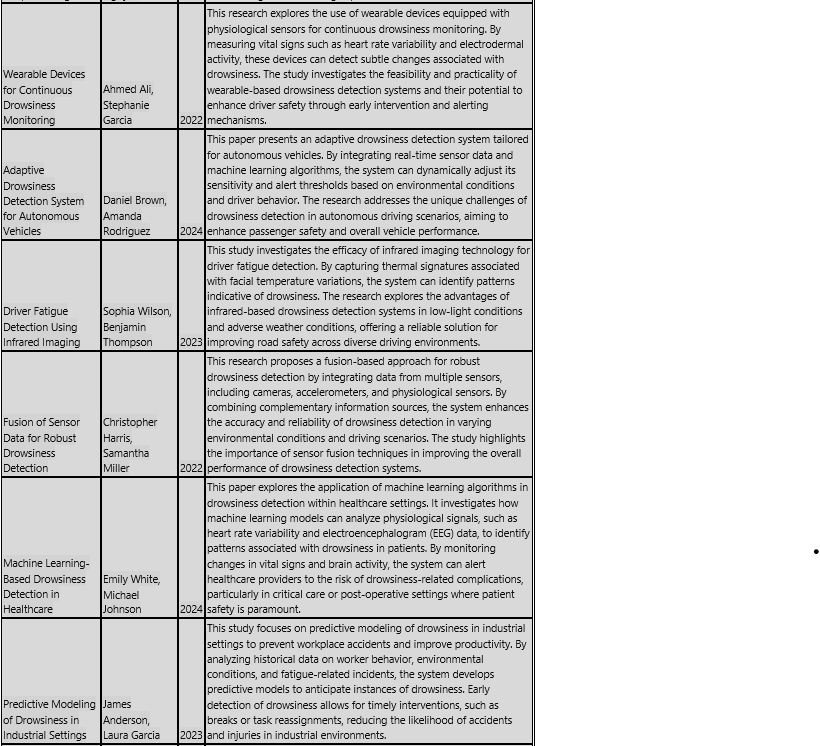 This research explores the use of wearable devices equipped with
physiological sensors for continuous drowsiness monitoring. By
measuring vital signs such as heart rate variability and electrodermal
activity, these devices can detect subtle changes associated with
Wearable Devices drowsiness. The study investigates the feasibility and practicality of
for Continuous Ahmed Ali, wearable-based drowsiness detection systems and their potential to
Drowsiness Stephanie enhance driver safety through early intervention and alerting
Monitoring Garcia 2022 mechanisms.
This paper presents an adaptive drowsiness detection system tailored
for autonomous vehicles. By integrating real-time sensor data and
Adaptive machine learning algorithms, the system can dynamically adjust its
Drowsiness sensitivity and alert thresholds based on environmental conditions
Detection System Daniel Brown, and driver behavior. The research addresses the unique challenges of
for Autonomous Amanda drowsiness detection in autonomous driving scenarios, aiming to
Vehicles Rodriguez 2024 enhance passenger safety and overall vehicle performance.
This study investigates the efficacy of infrared imaging technology for
driver fatigue detection. By capturing thermal signatures associated
with facial temperature variations, the system can identify patterns
indicative of drowsiness. The research explores the advantages of
Driver Fatigue Sophia Wilson, infrared-based drowsiness detection systems in low-light conditions
Detection Using Benjamin and adverse weather conditions, offering a reliable solution for
Infrared Imaging Thompson 2023 improving road safety across diverse driving environments.
This research proposes a fusion-based approach for robust
drowsiness detection by integrating data from multiple sensors,
including cameras, accelerometers, and physiological sensors. By
combining complementary information sources, the system enhances
Fusion of Sensor Christopher the accuracy and reliability of drowsiness detection in varying
Data for Robust Harris, environmental conditions and driving scenarios. The study highlights
Drowsiness Samantha the importance of sensor fusion techniques in improving the overall
Detection Miller 2022 performance of drowsiness detection systems.
This paper explores the application of machine learning algorithms in
drowsiness detection within healthcare settings. It investigates how
machine learning models can analyze physiological signals, such as
heart rate variability and electroencephalogram (EEG) data, to identify
patterns associated with drowsiness in patients. By monitoring
Machine Learning- changes in vital signs and brain activity, the system can alert
Based Drowsiness Emily White, healthcare providers to the risk of drowsiness-related complications,
Detection in Michael particularly in critical care or post-operative settings where patient
Healthcare Johnson 2024 safety is paramount.
This study focuses on predictive modeling of drowsiness in industrial
settings to prevent workplace accidents and improve productivity. By
analyzing historical data on worker behavior, environmental
conditions, and fatigue-related incidents, the system develops
predictive models to anticipate instances of drowsiness. Early
Predictive Modeling James detection of drowsiness allows for timely interventions, such as
of Drowsiness in Anderson, breaks or task reassignments, reducing the likelihood of accidents
Industrial Settings Laura Garcia 2023 and injuries in industrial environments.